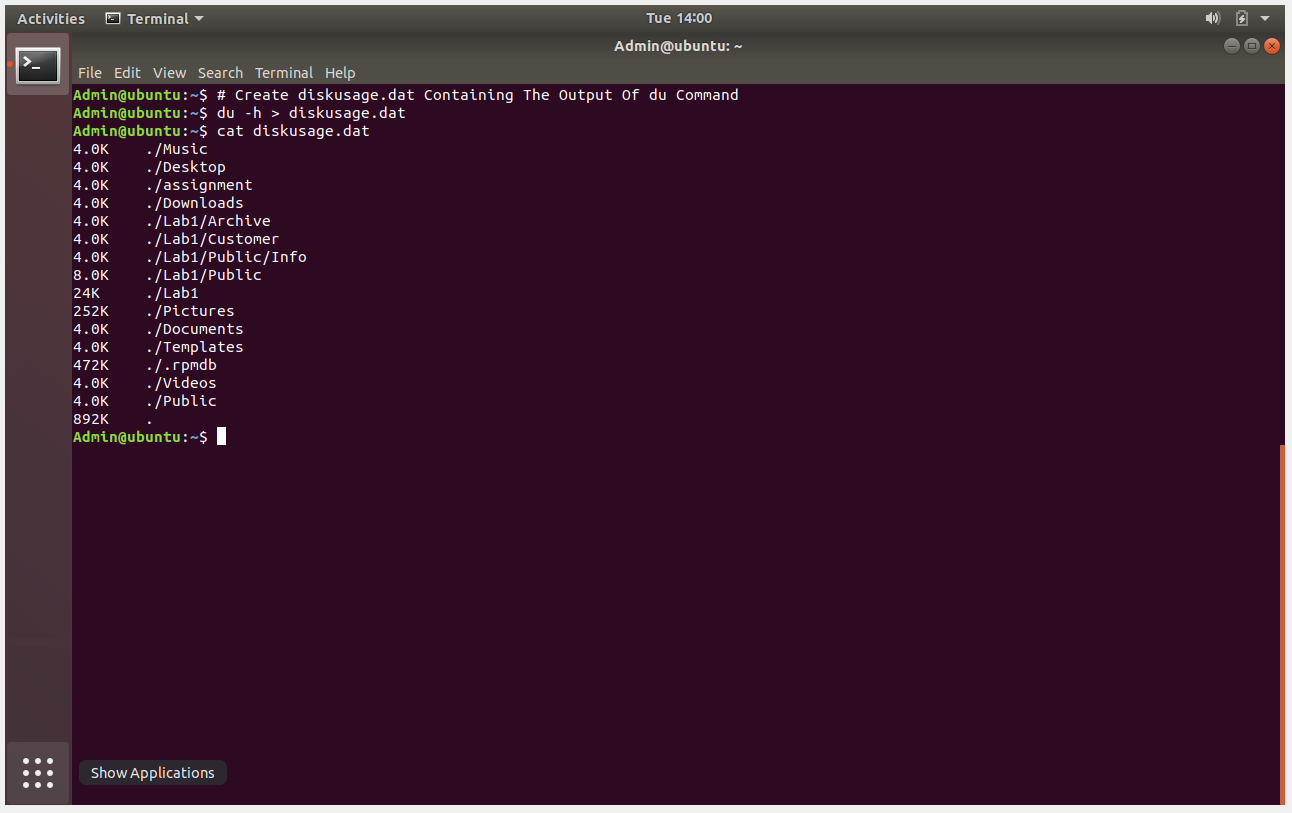 Activities Terminal Tue 14:00
Admin@ubuntu: ~
File Edit View Search Terminal Help
Admin@ubuntu:~$ # Create diskusage.dat Containing The Output Of du Command
Admin@ubuntu:~$ du -h > diskusage.dat
Admin@ubuntu:~$ cat diskusage.dat
4.0K ./Music
4.0K ./Desktop
4.0K ./assignment
4.0K ./Downloads
4.0K ./Lab1/Archive
4.0K ./Lab1/Customer
4.0K ./Lab1/Public/Info
8.0K ./Lab1/Public
24K ./Lab1
252K ./Pictures
4.0K ./Documents
4.0K ./Templates
472K ./.rpmdb
4.0K ./Videos
4.0K ./Public
892K .
Admin@ubuntu:~$
Show Applications